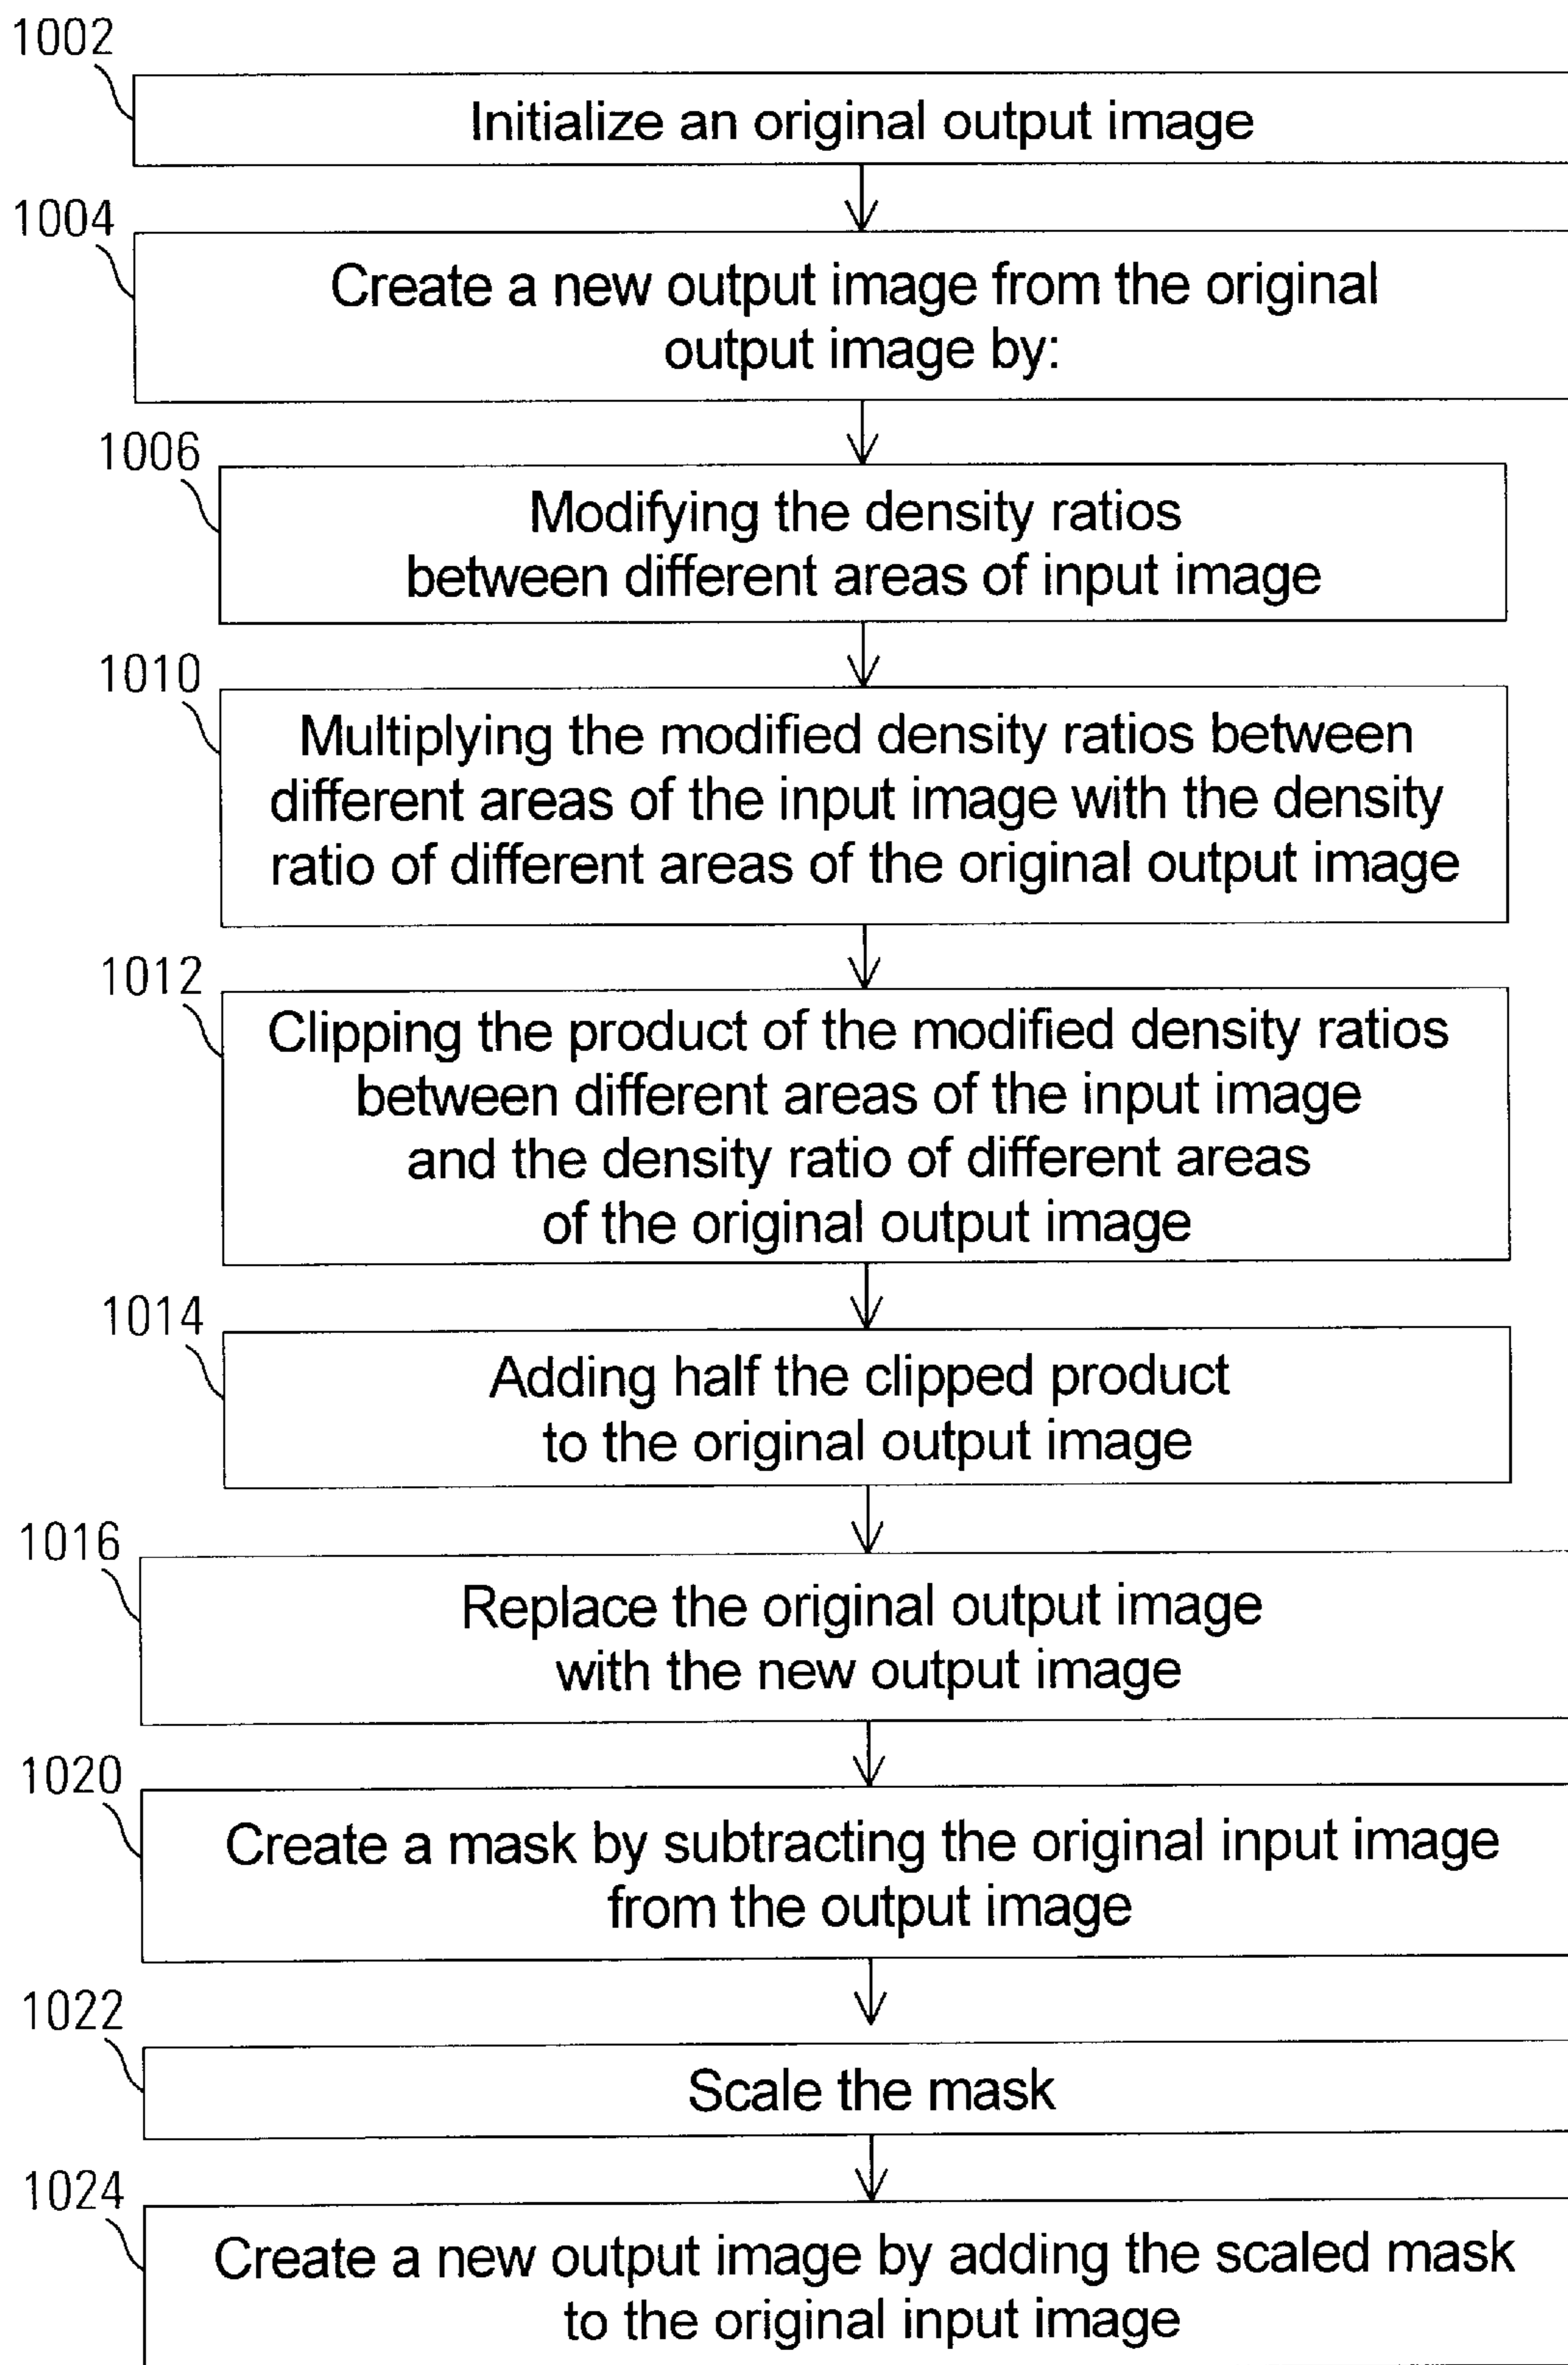 1002
Initialize an original output image
1004
Create a new output image from the original
output image by:
1006
Modifying the density ratios
between different areas of input image
1010
Multiplying the modified density ratios between
different areas of the input image with the density
ratio of different areas of the original output image
1012
Clipping the product of the modified density ratios
between different areas of the input image
and the density ratio of different areas
of the original output image
1014
Adding half the clipped product
to the original output image
1016
Replace the original output image
with the new output image
1020
Create a mask by subtracting the original input image
from the output image
1022
Scale the mask
1024
Create a new output image by adding the scaled mask
to the original input image